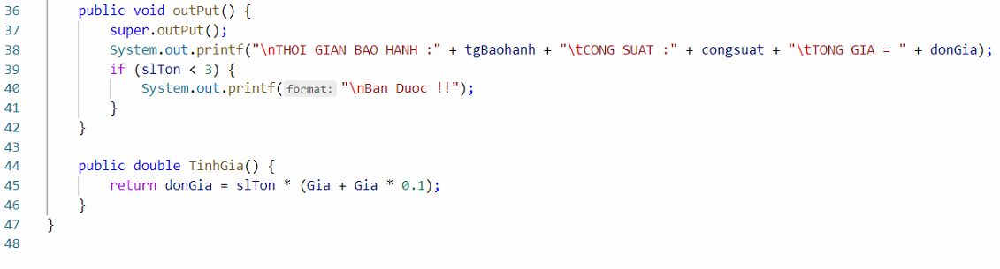 36 public void outPut() {
37 super.outPut();
38 System.out.printf("\nTHOI GIAN BAO HANH :" + tgBaohanh + "\tCONG SUAT :" + congsuat + "\tTONG GIA = " + donGia);
39 if (slTon < 3) {
40 System.out.printf(format: "\nBan Duoc !!");
41 }
42 }
43
44 public double TinhGia() {
45 return donGia = slTon * (Gia + Gia * 0.1);
46 }
47 }
48